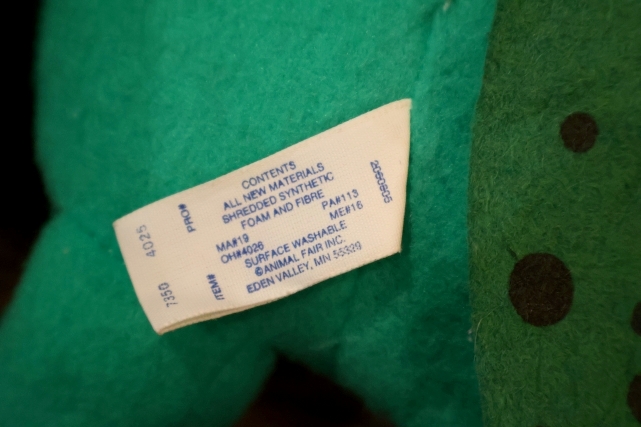 CONTENTS
ALL NEW MATERIALS
SHREDDED SYNTHETIC
FOAM AND FIBRE
PA#113
MA#19 ME#16
OH#4026
SURFACE WASHABLE
©ANIMAL FAIR INC.
EDEN VALLEY, MN 55329
2090805
PRO# 4025
ITEM# 7350